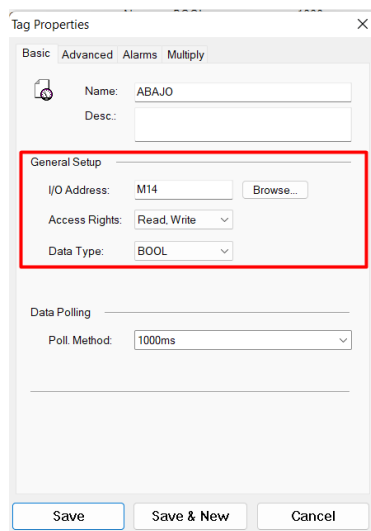 Tag Properties
Basic Advanced Alarms Multiply
Name: ABAJO
Desc.:
General Setup
I/O Address: M14 Browse...
Access Rights: Read, Write
Data Type: BOOL
Data Polling
Poll. Method: 1000ms
Save Save & New Cancel